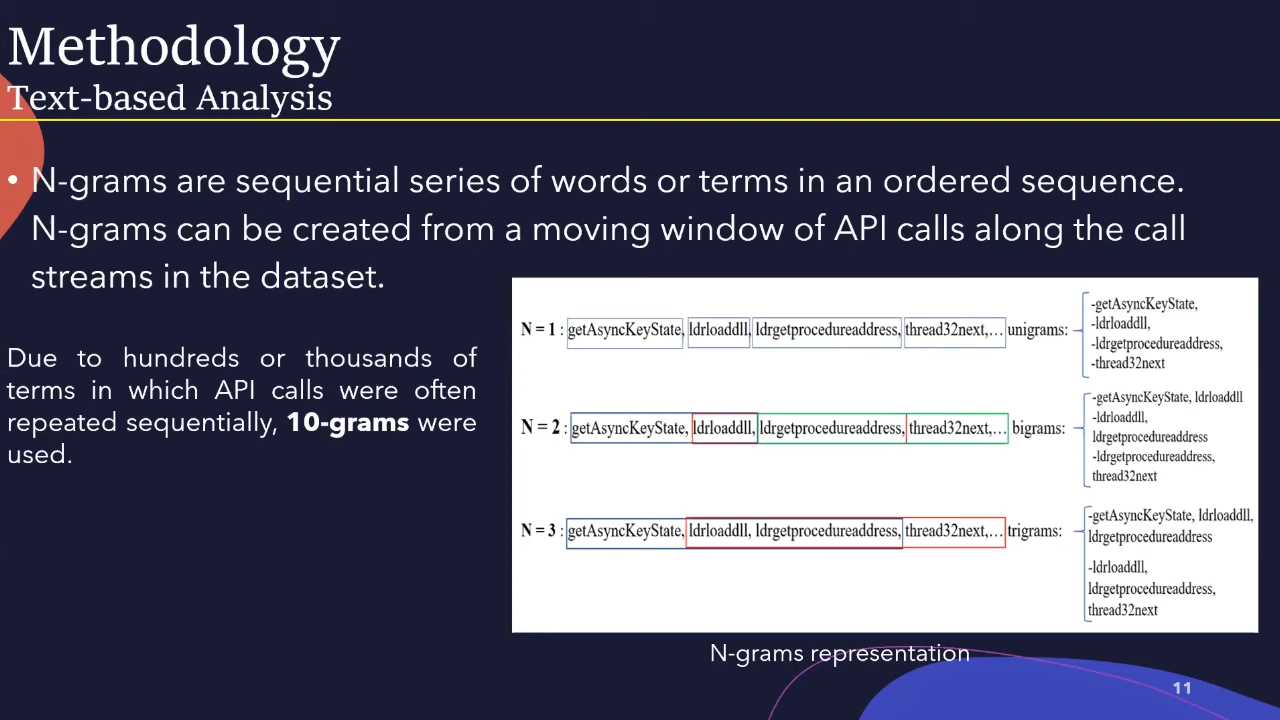 Methodology
Text-based Analysis
• N-grams are sequential series of words or terms in an ordered sequence.
N-grams can be created from a moving window of API calls along the call
streams in the dataset.
Due to hundreds or thousands of
terms in which API calls were often
repeated sequentially, 10-grams were
used.
N = 1 : getAsyncKeyState, ldrloaddll, ldrgetprocedureaddress, thread32next,... unigrams:
-getAsyncKeyState,
-ldrloaddll,
-ldrgetprocedureaddress,
-thread32next
N = 2 : getAsyncKeyState, ldrloaddll, ldrgetprocedureaddress, thread32next,... bigrams:
-getAsyncKeyState, ldrloaddll
-ldrloaddll,
ldrgetprocedureaddress
-ldrgetprocedureaddress,
thread32next
N = 3 : getAsyncKeyState, ldrloaddll, ldrgetprocedureaddress, thread32next,... trigrams:
-getAsyncKeyState, ldrloaddll,
ldrgetprocedureaddress
-ldrloaddll,
ldrgetprocedureaddress,
thread32next
N-grams representation
11